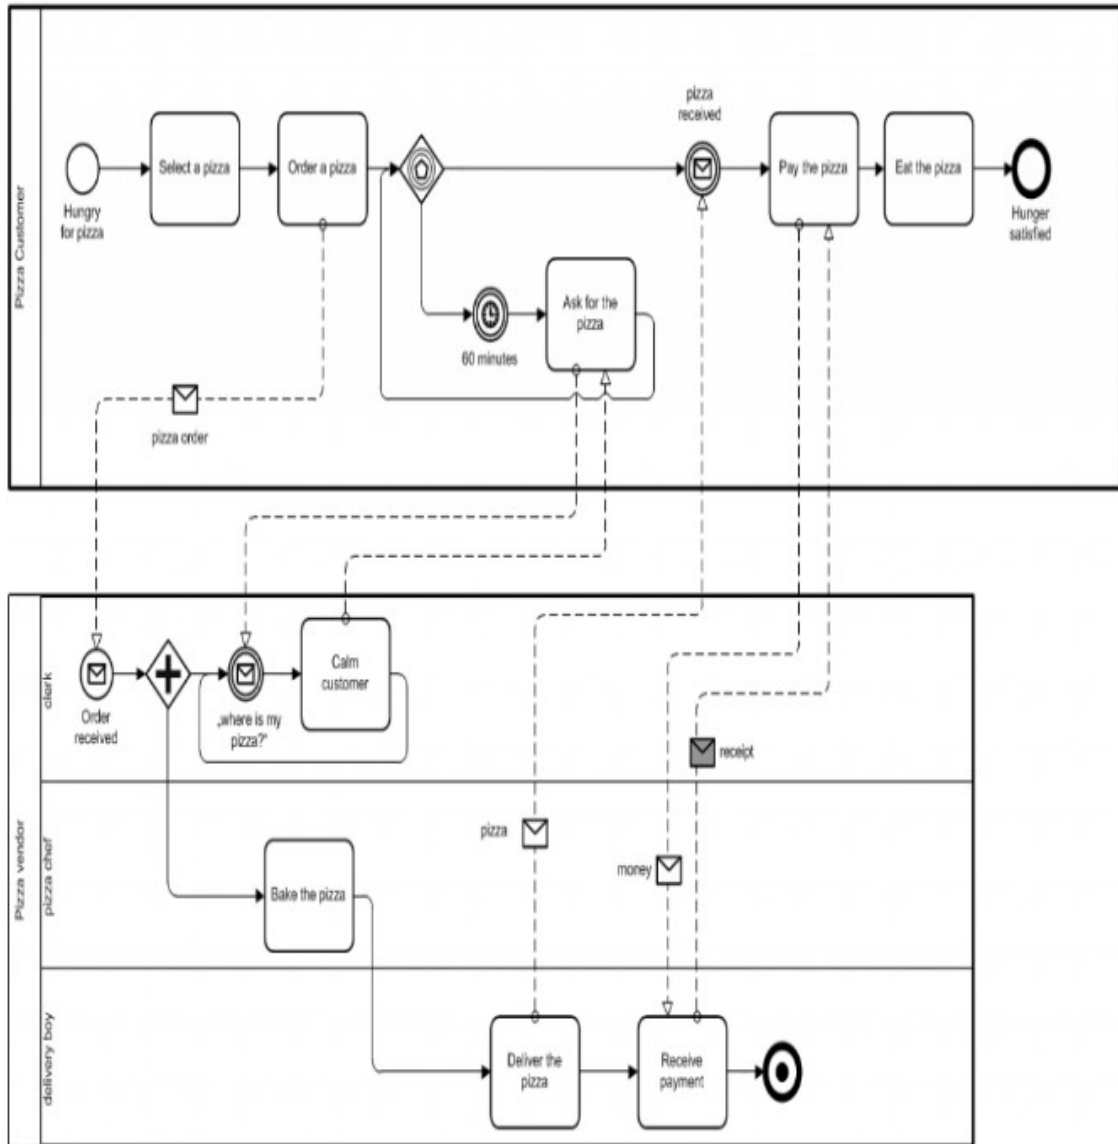 Pizza Customer
Hungry
for pizza
Select a pizza
Order a pizza
pizza
received
Pay the pizza
Eat the pizza
Hunger
satisfied
60 minutes
Ask for the
pizza
pizza order
Pizza vendor
clerk
Order
received
„where is my
pizza?"
Calm
customer
receipt
pizza chef
Bake the pizza
pizza
money
delivery boy
Deliver the
pizza
Receive
payment